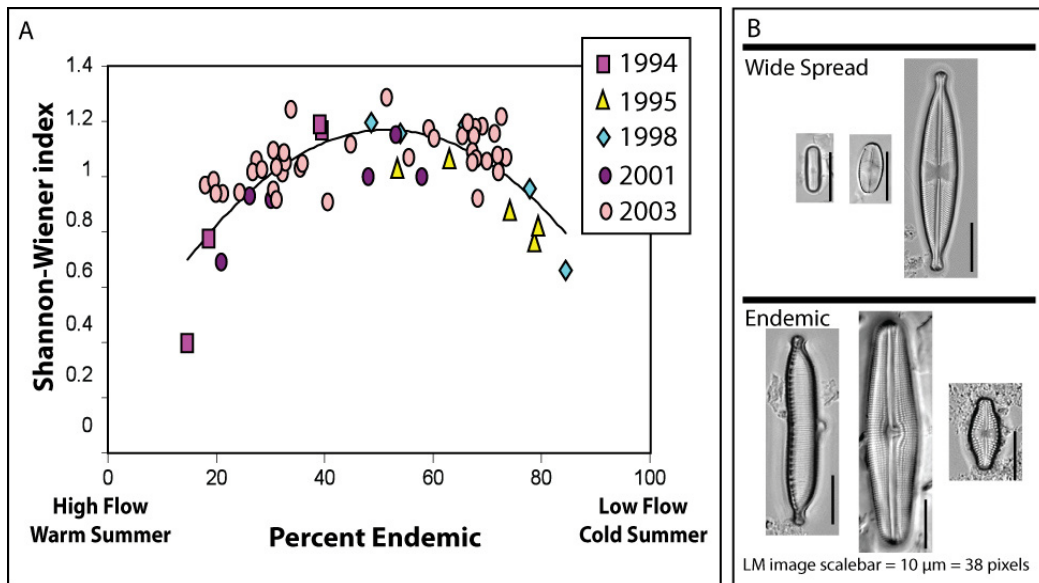 A
1.4
1.2
1
0.8
0.6
0.4
0.2
0
Shannon-Wiener index
1994
1995
1998
2001
2003
0 20 40 60 80 100
High Flow
Warm Summer
Percent Endemic
Low Flow
Cold Summer
B
Wide Spread
Endemic
LM image scalebar = 10 µm = 38 pixels